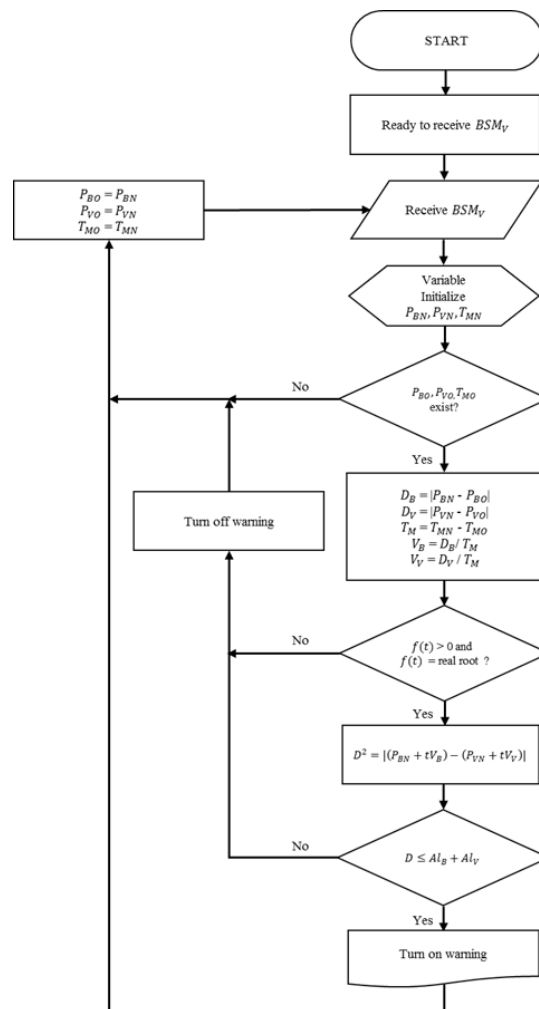 START
Ready to receive BSM_V
P_BO = P_BN
P_VO = P_VN
T_MO = T_MN
Receive BSM_V
Variable
Initialize
P_BN, P_VN, T_MN
No
P_BO, P_VO, T_MO
exist?
Yes
D_B = |P_BN - P_BO|
D_V = |P_VN - P_VO|
T_M = T_MN - T_MO
V_B = D_B / T_M
V_V = D_V / T_M
Turn off warning
No
f(t) > 0 and
f(t) = real root ?
Yes
D² = |(P_BN + tV_B) − (P_VN + tV_V)|
No
D ≤ Al_B + Al_V
Yes
Turn on warning